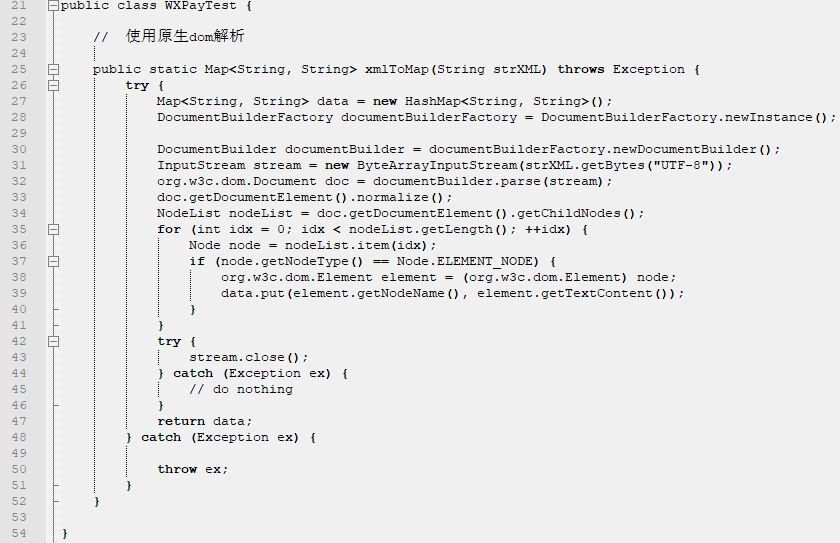 21 public class WXPayTest {
22
23 // 使用原生dom解析
24
25 public static Map<String, String> xmlToMap(String strXML) throws Exception {
26 try {
27 Map<String, String> data = new HashMap<String, String>();
28 DocumentBuilderFactory documentBuilderFactory = DocumentBuilderFactory.newInstance();
29
30 DocumentBuilder documentBuilder = documentBuilderFactory.newDocumentBuilder();
31 InputStream stream = new ByteArrayInputStream(strXML.getBytes("UTF-8"));
32 org.w3c.dom.Document doc = documentBuilder.parse(stream);
33 doc.getDocumentElement().normalize();
34 NodeList nodeList = doc.getDocumentElement().getChildNodes();
35 for (int idx = 0; idx < nodeList.getLength(); ++idx) {
36 Node node = nodeList.item(idx);
37 if (node.getNodeType() == Node.ELEMENT_NODE) {
38 org.w3c.dom.Element element = (org.w3c.dom.Element) node;
39 data.put(element.getNodeName(), element.getTextContent());
40 }
41 }
42 try {
43 stream.close();
44 } catch (Exception ex) {
45 // do nothing
46 }
47 return data;
48 } catch (Exception ex) {
49
50 throw ex;
51 }
52 }
53
54 }